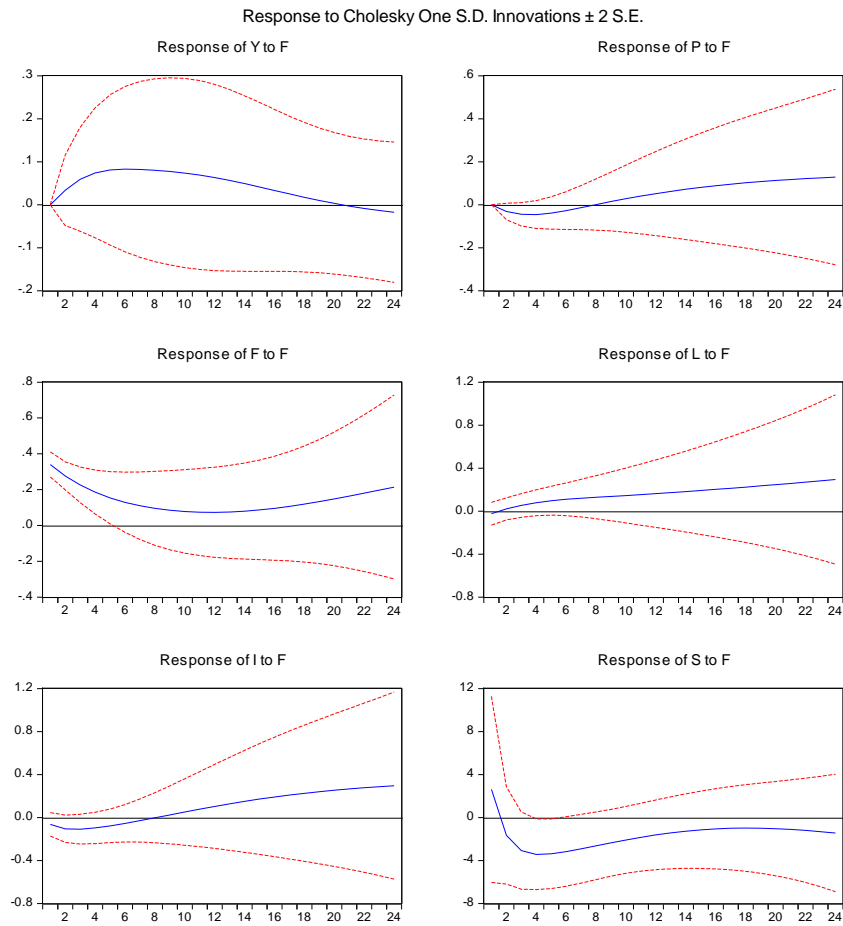 Response to Cholesky One S.D. Innovations ± 2 S.E.
Response of Y to F
.3
.2
.1
.0
-.1
-.2
2 4 6 8 10 12 14 16 18 20 22 24
Response of P to F
.6
.4
.2
.0
-.2
-.4
2 4 6 8 10 12 14 16 18 20 22 24
Response of F to F
.8
.6
.4
.2
.0
-.2
-.4
2 4 6 8 10 12 14 16 18 20 22 24
Response of L to F
1.2
0.8
0.4
0.0
-0.4
-0.8
2 4 6 8 10 12 14 16 18 20 22 24
Response of I to F
1.2
0.8
0.4
0.0
-0.4
-0.8
2 4 6 8 10 12 14 16 18 20 22 24
Response of S to F
12
8
4
0
-4
-8
2 4 6 8 10 12 14 16 18 20 22 24